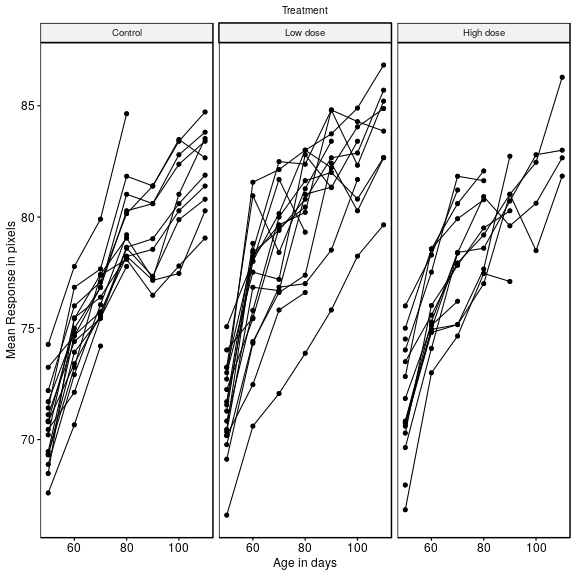 Treatment
Control
Low dose
High dose
Mean Response in pixels
85
80
75
70
60 80 100 60 80 100 60 80 100
Age in days